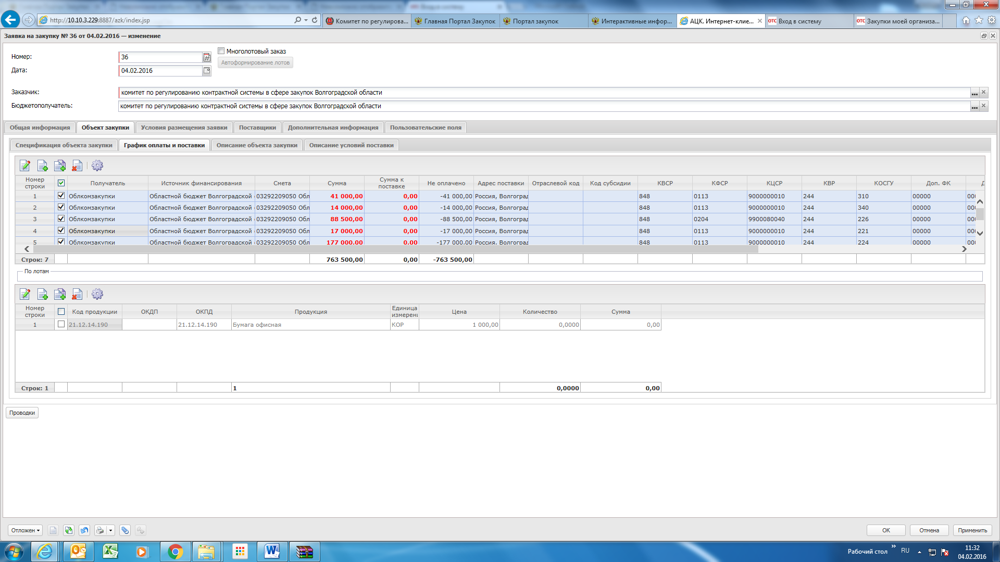 http://10.10.3.229:8887/azk/index.jsp
Комитет по регулирова...
Главная Портал Закупок
Портал закупок
Интерактивные инфор...
АЦК. Интернет-клие...
ОТС Вход в систему
ОТС Закупки моей организа...
Заявка на закупку № 36 от 04.02.2016 — изменение
Номер: 36
Многолотовый заказ
Автоформирование лотов
Дата: 04.02.2016
Заказчик: комитет по регулированию контрактной системы в сфере закупок Волгоградской области
Бюджетополучатель: комитет по регулированию контрактной системы в сфере закупок Волгоградской области
Общая информация Объект закупки Условия размещения заявки Поставщики Дополнительная информация Пользовательские поля
Спецификация объекта закупки График оплаты и поставки Описание объекта закупки Описание условий поставки
Номер строки Получатель Источник финансирования Смета Сумма Сумма к поставке Не оплачено Адрес поставки Отраслевой код Код субсидии КВСР КФСР КЦСР КВР КОСГУ Доп. ФК Д
1 Облкомзакупки Областной бюджет Волгоградской 03292209050 Обл 41 000,00 0,00 -41 000,00 Россия, Волгоград 848 0113 9000000010 244 310 00000 000
2 Облкомзакупки Областной бюджет Волгоградской 03292209050 Обл 14 000,00 0,00 -14 000,00 Россия, Волгоград 848 0113 9000000010 244 340 00000 000
3 Облкомзакупки Областной бюджет Волгоградской 03292209050 Обл 88 500,00 0,00 -88 500,00 Россия, Волгоград 848 0204 9900080040 244 226 00000 000
4 Облкомзакупки Областной бюджет Волгоградской 03292209050 Обл 17 000,00 0,00 -17 000,00 Россия, Волгоград 848 0113 9000000010 244 221 00000 000
5 Облкомзакупки Областной бюджет Волгоградской 03292209050 Обл 177 000,00 0,00 -177 000,00 Россия, Волгоград 848 0113 9000000010 244 224 00000 000
Строк: 7 763 500,00 0,00 -763 500,00
По лотам
Номер строки Код продукции ОКДП ОКПД Продукция Единица измерени Цена Количество Сумма
1 21.12.14.190 21.12.14.190 Бумага офисная КОР 1 000,00 0,0000 0,00
Строк: 1 1 0,0000 0,00
Проводки
Отложен
ОК Отмена Применить
Рабочий стол » RU 11:32
04.02.2016